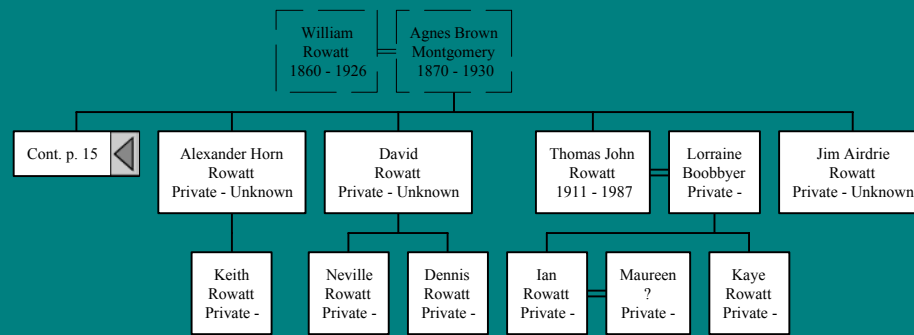 William
Rowatt
1860 - 1926
Agnes Brown
Montgomery
1870 - 1930
Cont. p. 15
Alexander Horn
Rowatt
Private - Unknown
David
Rowatt
Private - Unknown
Thomas John
Rowatt
1911 - 1987
Lorraine
Boobbyer
Private -
Jim Airdrie
Rowatt
Private - Unknown
Keith
Rowatt
Private -
Neville
Rowatt
Private -
Dennis
Rowatt
Private -
Ian
Rowatt
Private -
Maureen
?
Private -
Kaye
Rowatt
Private -